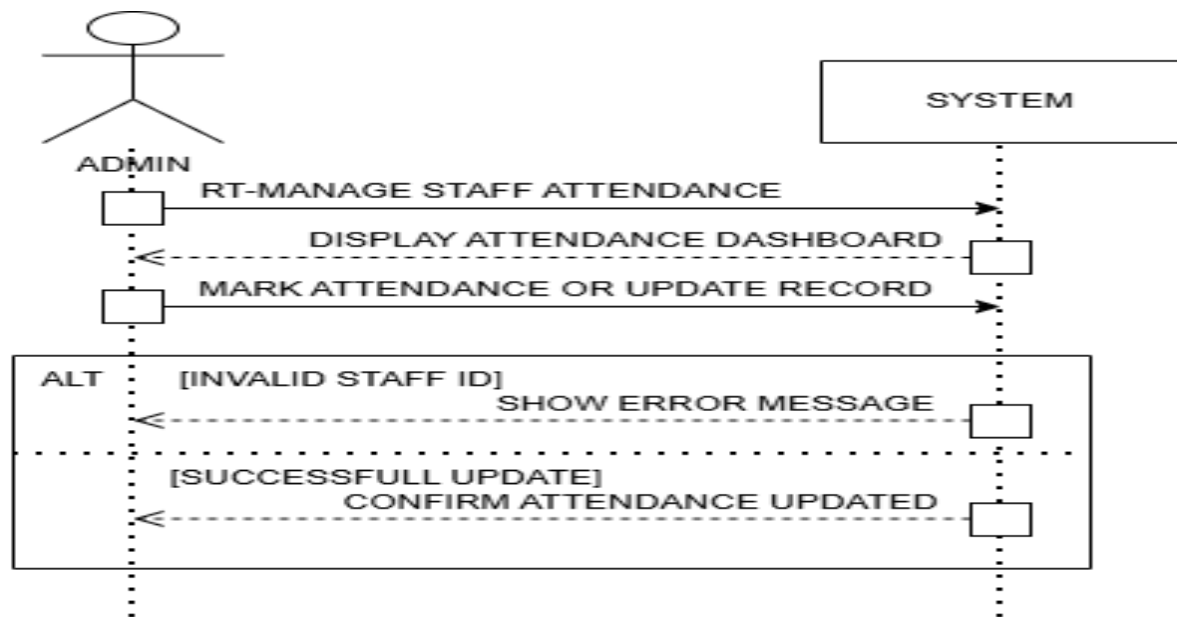 SYSTEM
ADMIN
RT-MANAGE STAFF ATTENDANCE
DISPLAY ATTENDANCE DASHBOARD
MARK ATTENDANCE OR UPDATE RECORD
ALT [INVALID STAFF ID]
SHOW ERROR MESSAGE
[SUCCESSFULL UPDATE]
CONFIRM ATTENDANCE UPDATED